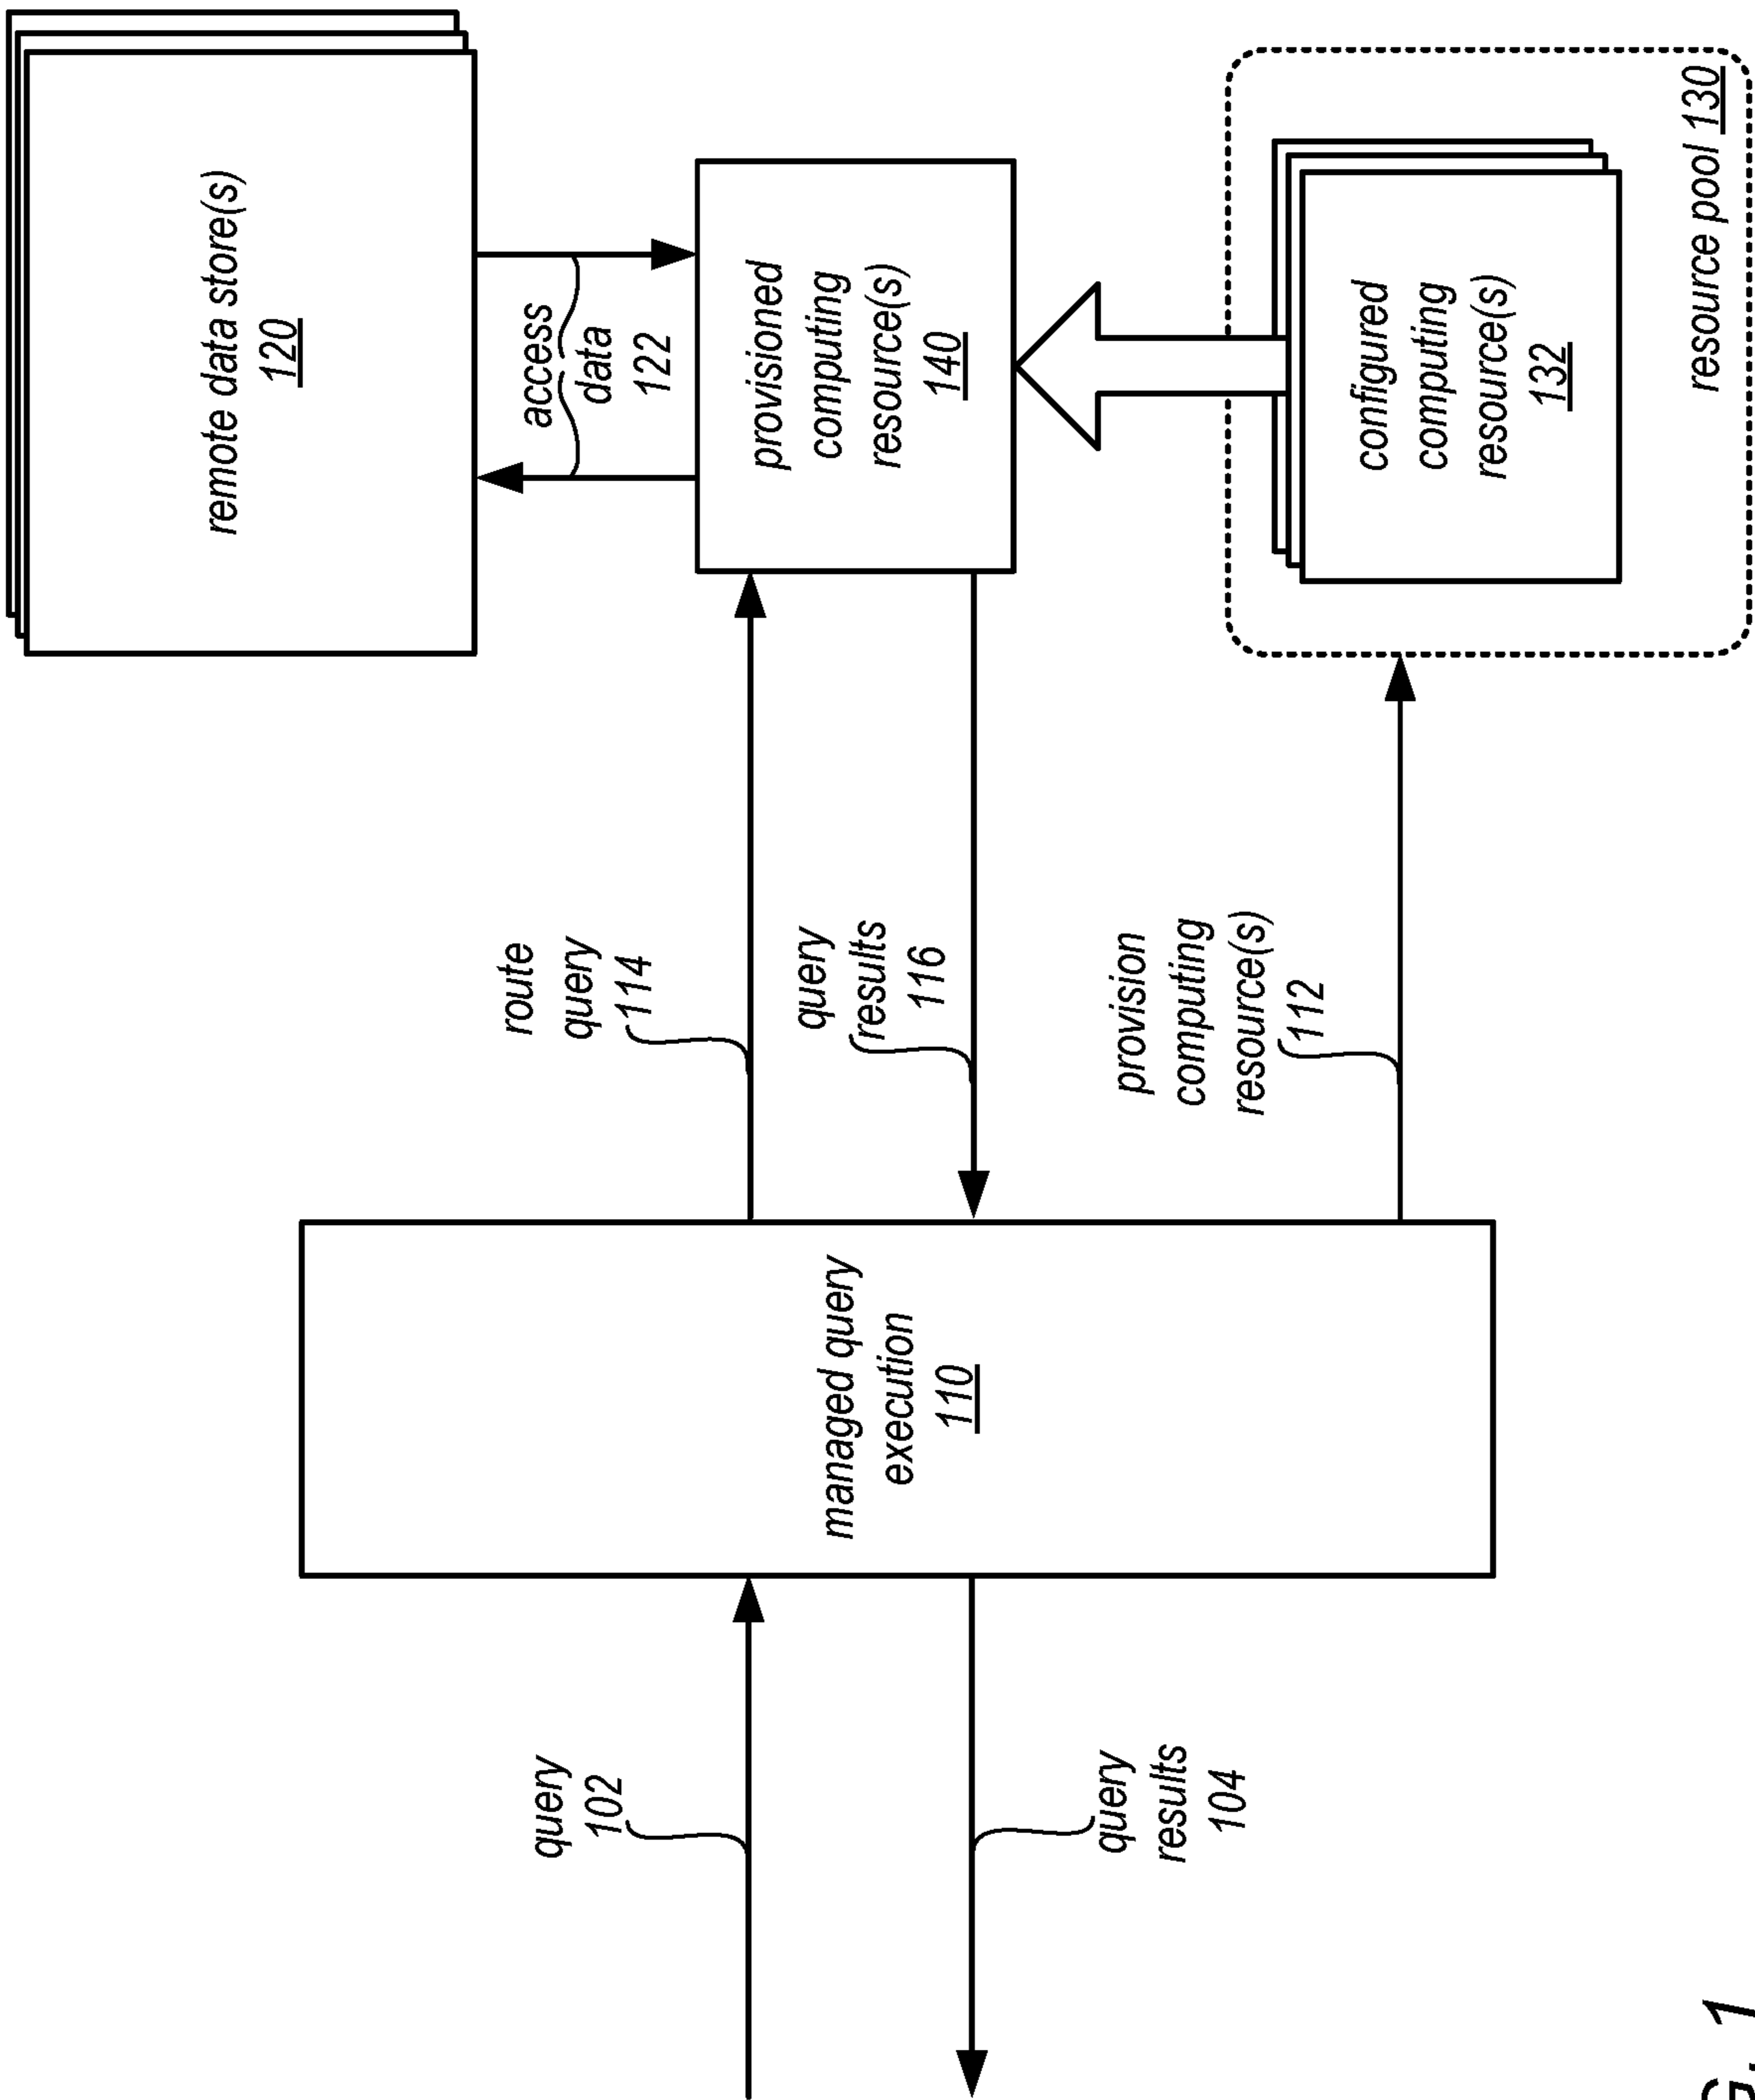 remote data store(s)
120
access
data
122
provisioned
computing
resource(s)
140
configured
computing
resource(s)
132
resource pool 130
route
query
114
query
results
116
provision
computing
resource(s)
112
managed query
execution
110
query
102
query
results
104
G. 1